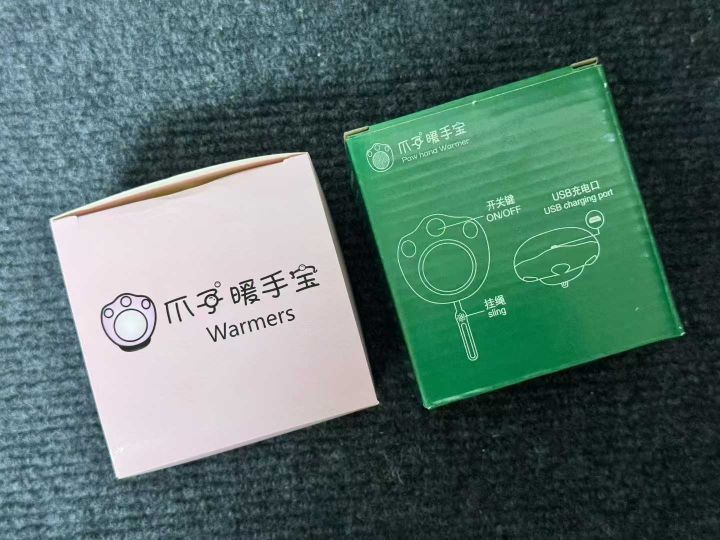 爪子暖手宝
Warmers
爪子暖手宝
Paw hand Warmer
开关键
ON/OFF
USB充电口
USB charging port
挂绳
sling